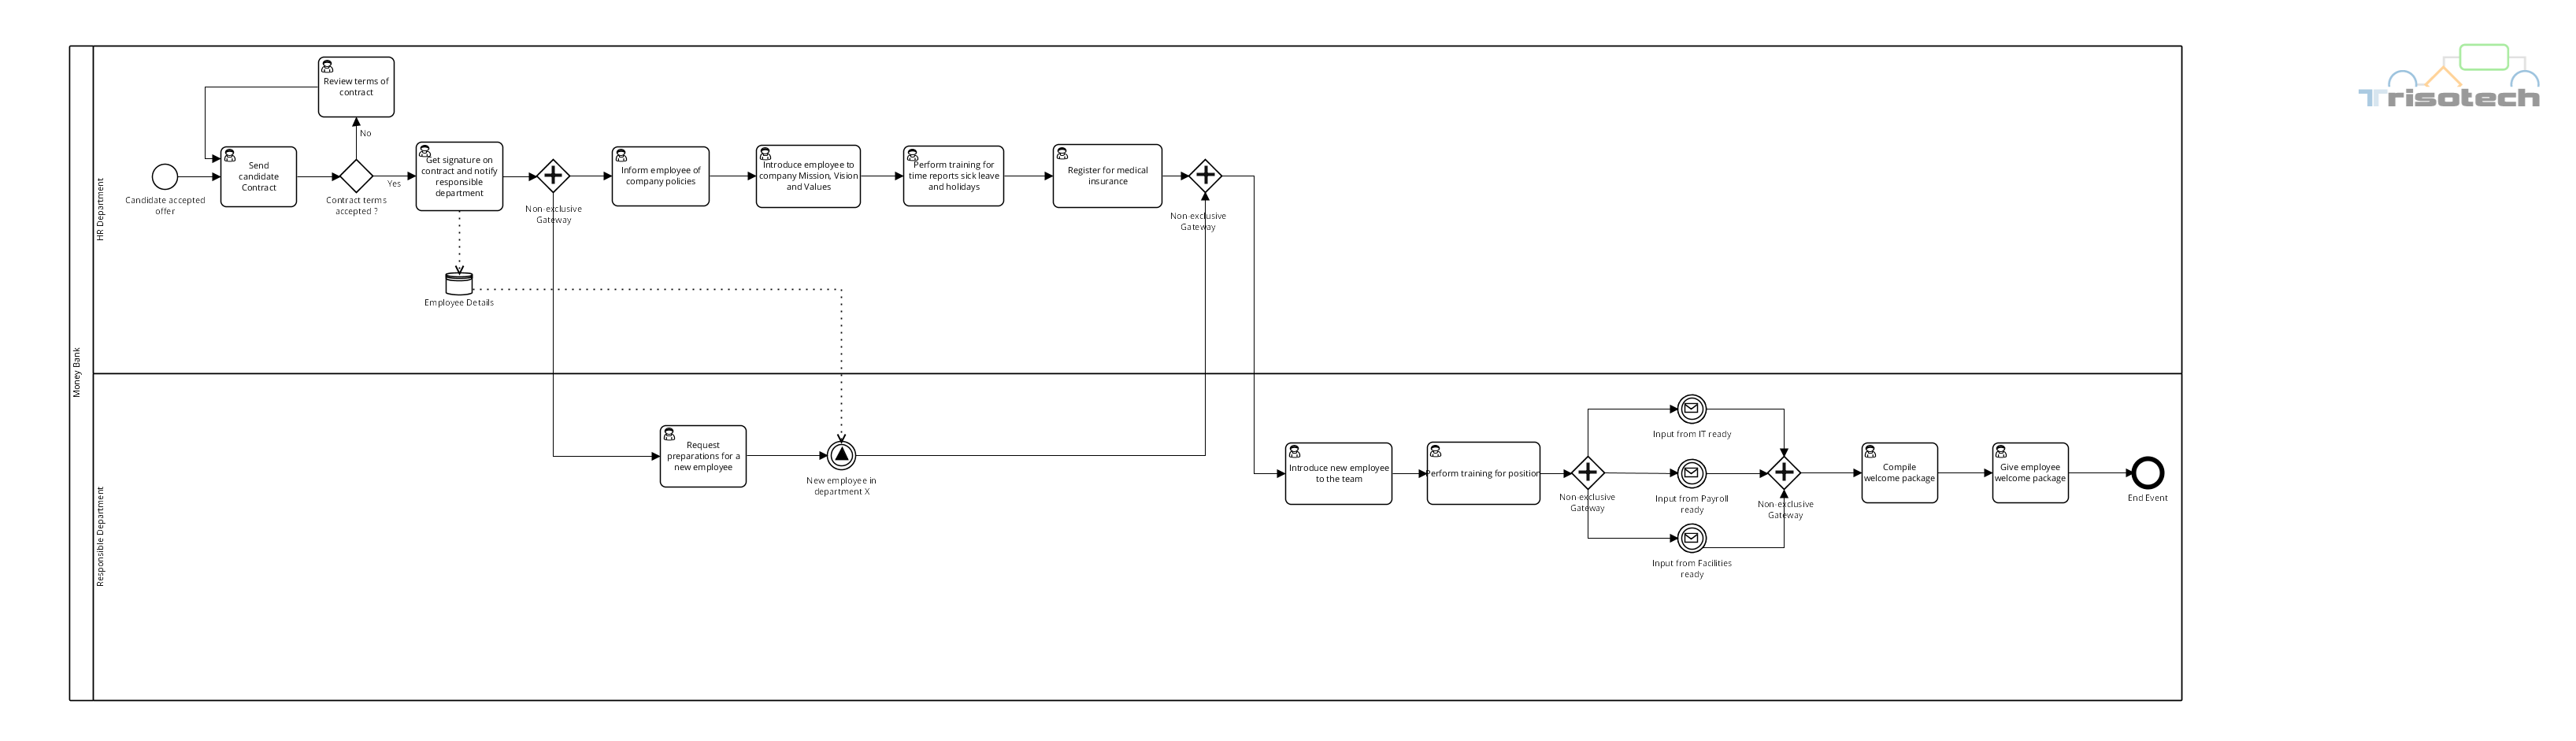 Trisotech
Money Bank
HR Department
Review terms of
contract
No
Send
candidate
Contract
Candidate accepted
offer
Contract terms
accepted ?
Yes
Get signature on
contract and notify
responsible
department
Non-exclusive
Gateway
Inform employee of
company policies
Introduce employee to
company Mission, Vision
and Values
Perform training for
time reports sick leave
and holidays
Register for medical
insurance
Non-exclusive
Gateway
Employee Details
Responsible Department
Request
preparations for a
new employee
New employee in
department X
Introduce new employee
to the team
Perform training for position
Non-exclusive
Gateway
Input from IT ready
Input from Payroll
ready
Input from Facilities
ready
Non-exclusive
Gateway
Compile
welcome package
Give employee
welcome package
End Event